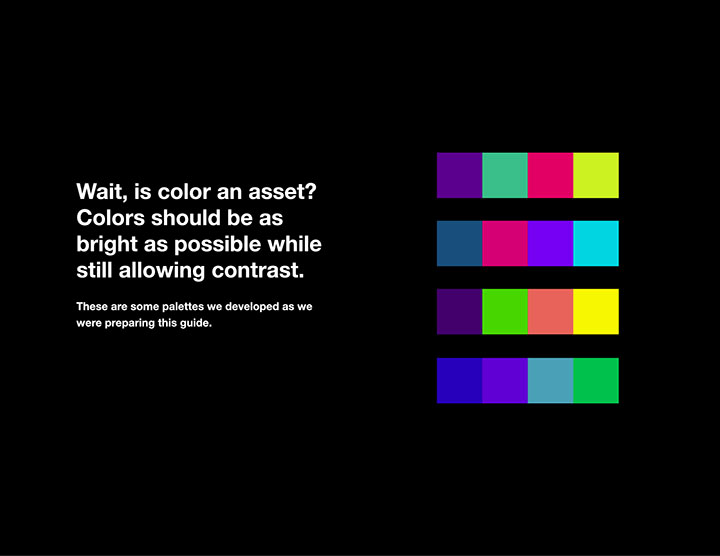 Wait, is color an asset?
Colors should be as
bright as possible while
still allowing contrast.
These are some palettes we developed as we
were preparing this guide.